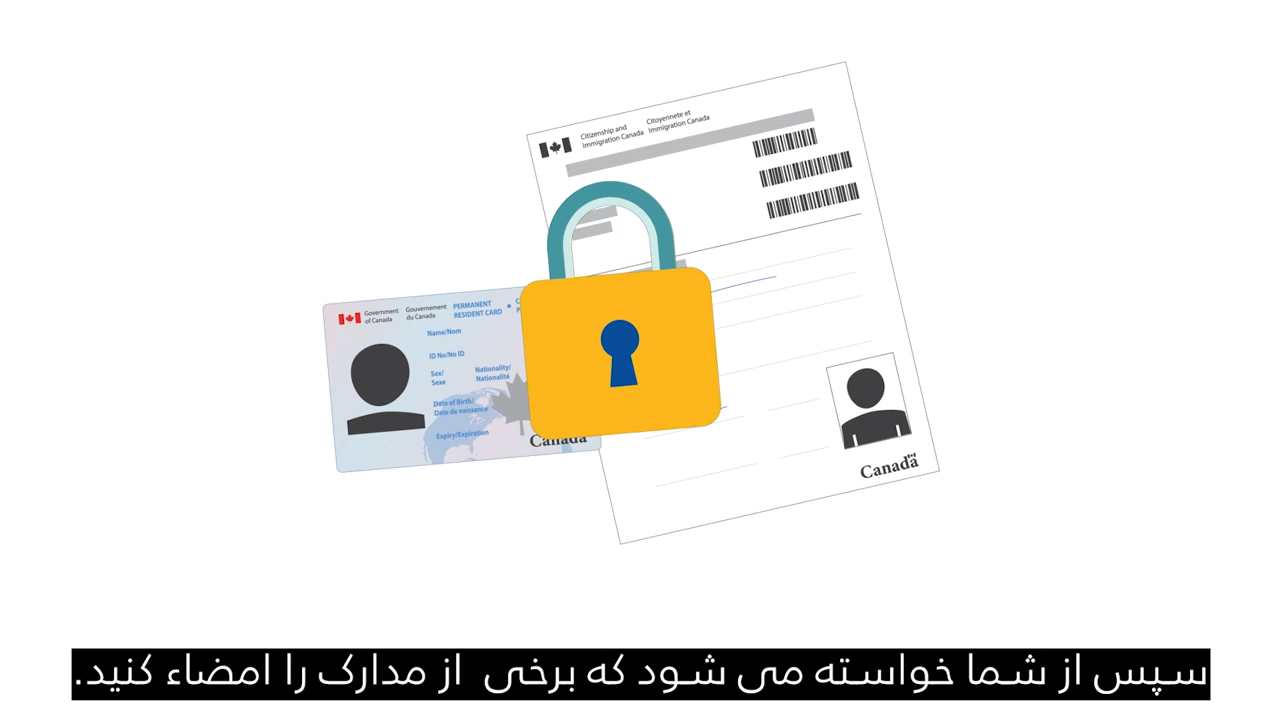 Citizenship and
Immigration Canada
Citoyennete et
Immigration Canada
Canada
Government
of Canada
Gouvernement
du Canada
PERMANENT
RESIDENT CARD
Name/Nom
ID No/No ID
Sex/
Sexe
Nationality/
Nationalité
Date of Birth/
Date de naissance
Expiry/Expiration
Canada
سپس از شما خواسته می شود که برخی از مدارک را امضاء کنید.